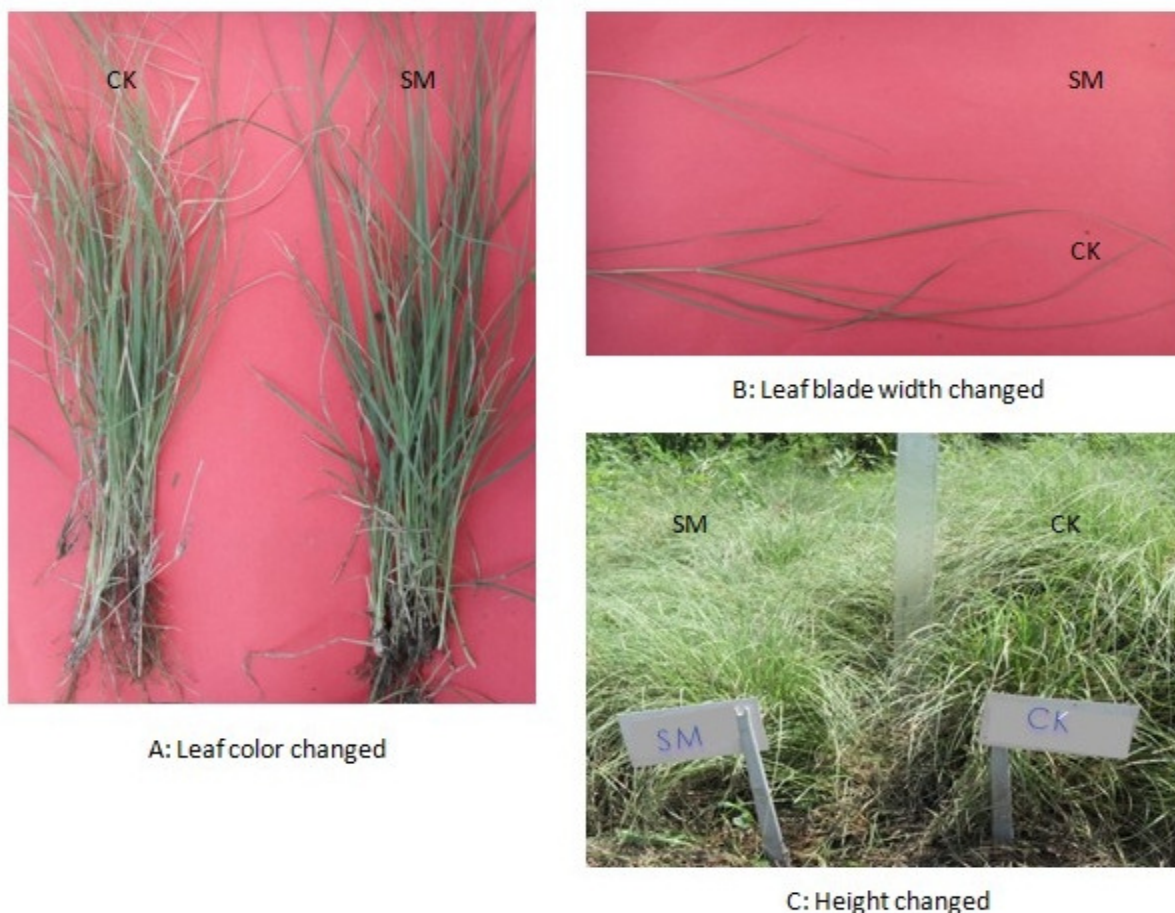 CK
SM
A: Leaf color changed
SM
CK
B: Leaf blade width changed
SM
CK
SM
CK
C: Height changed